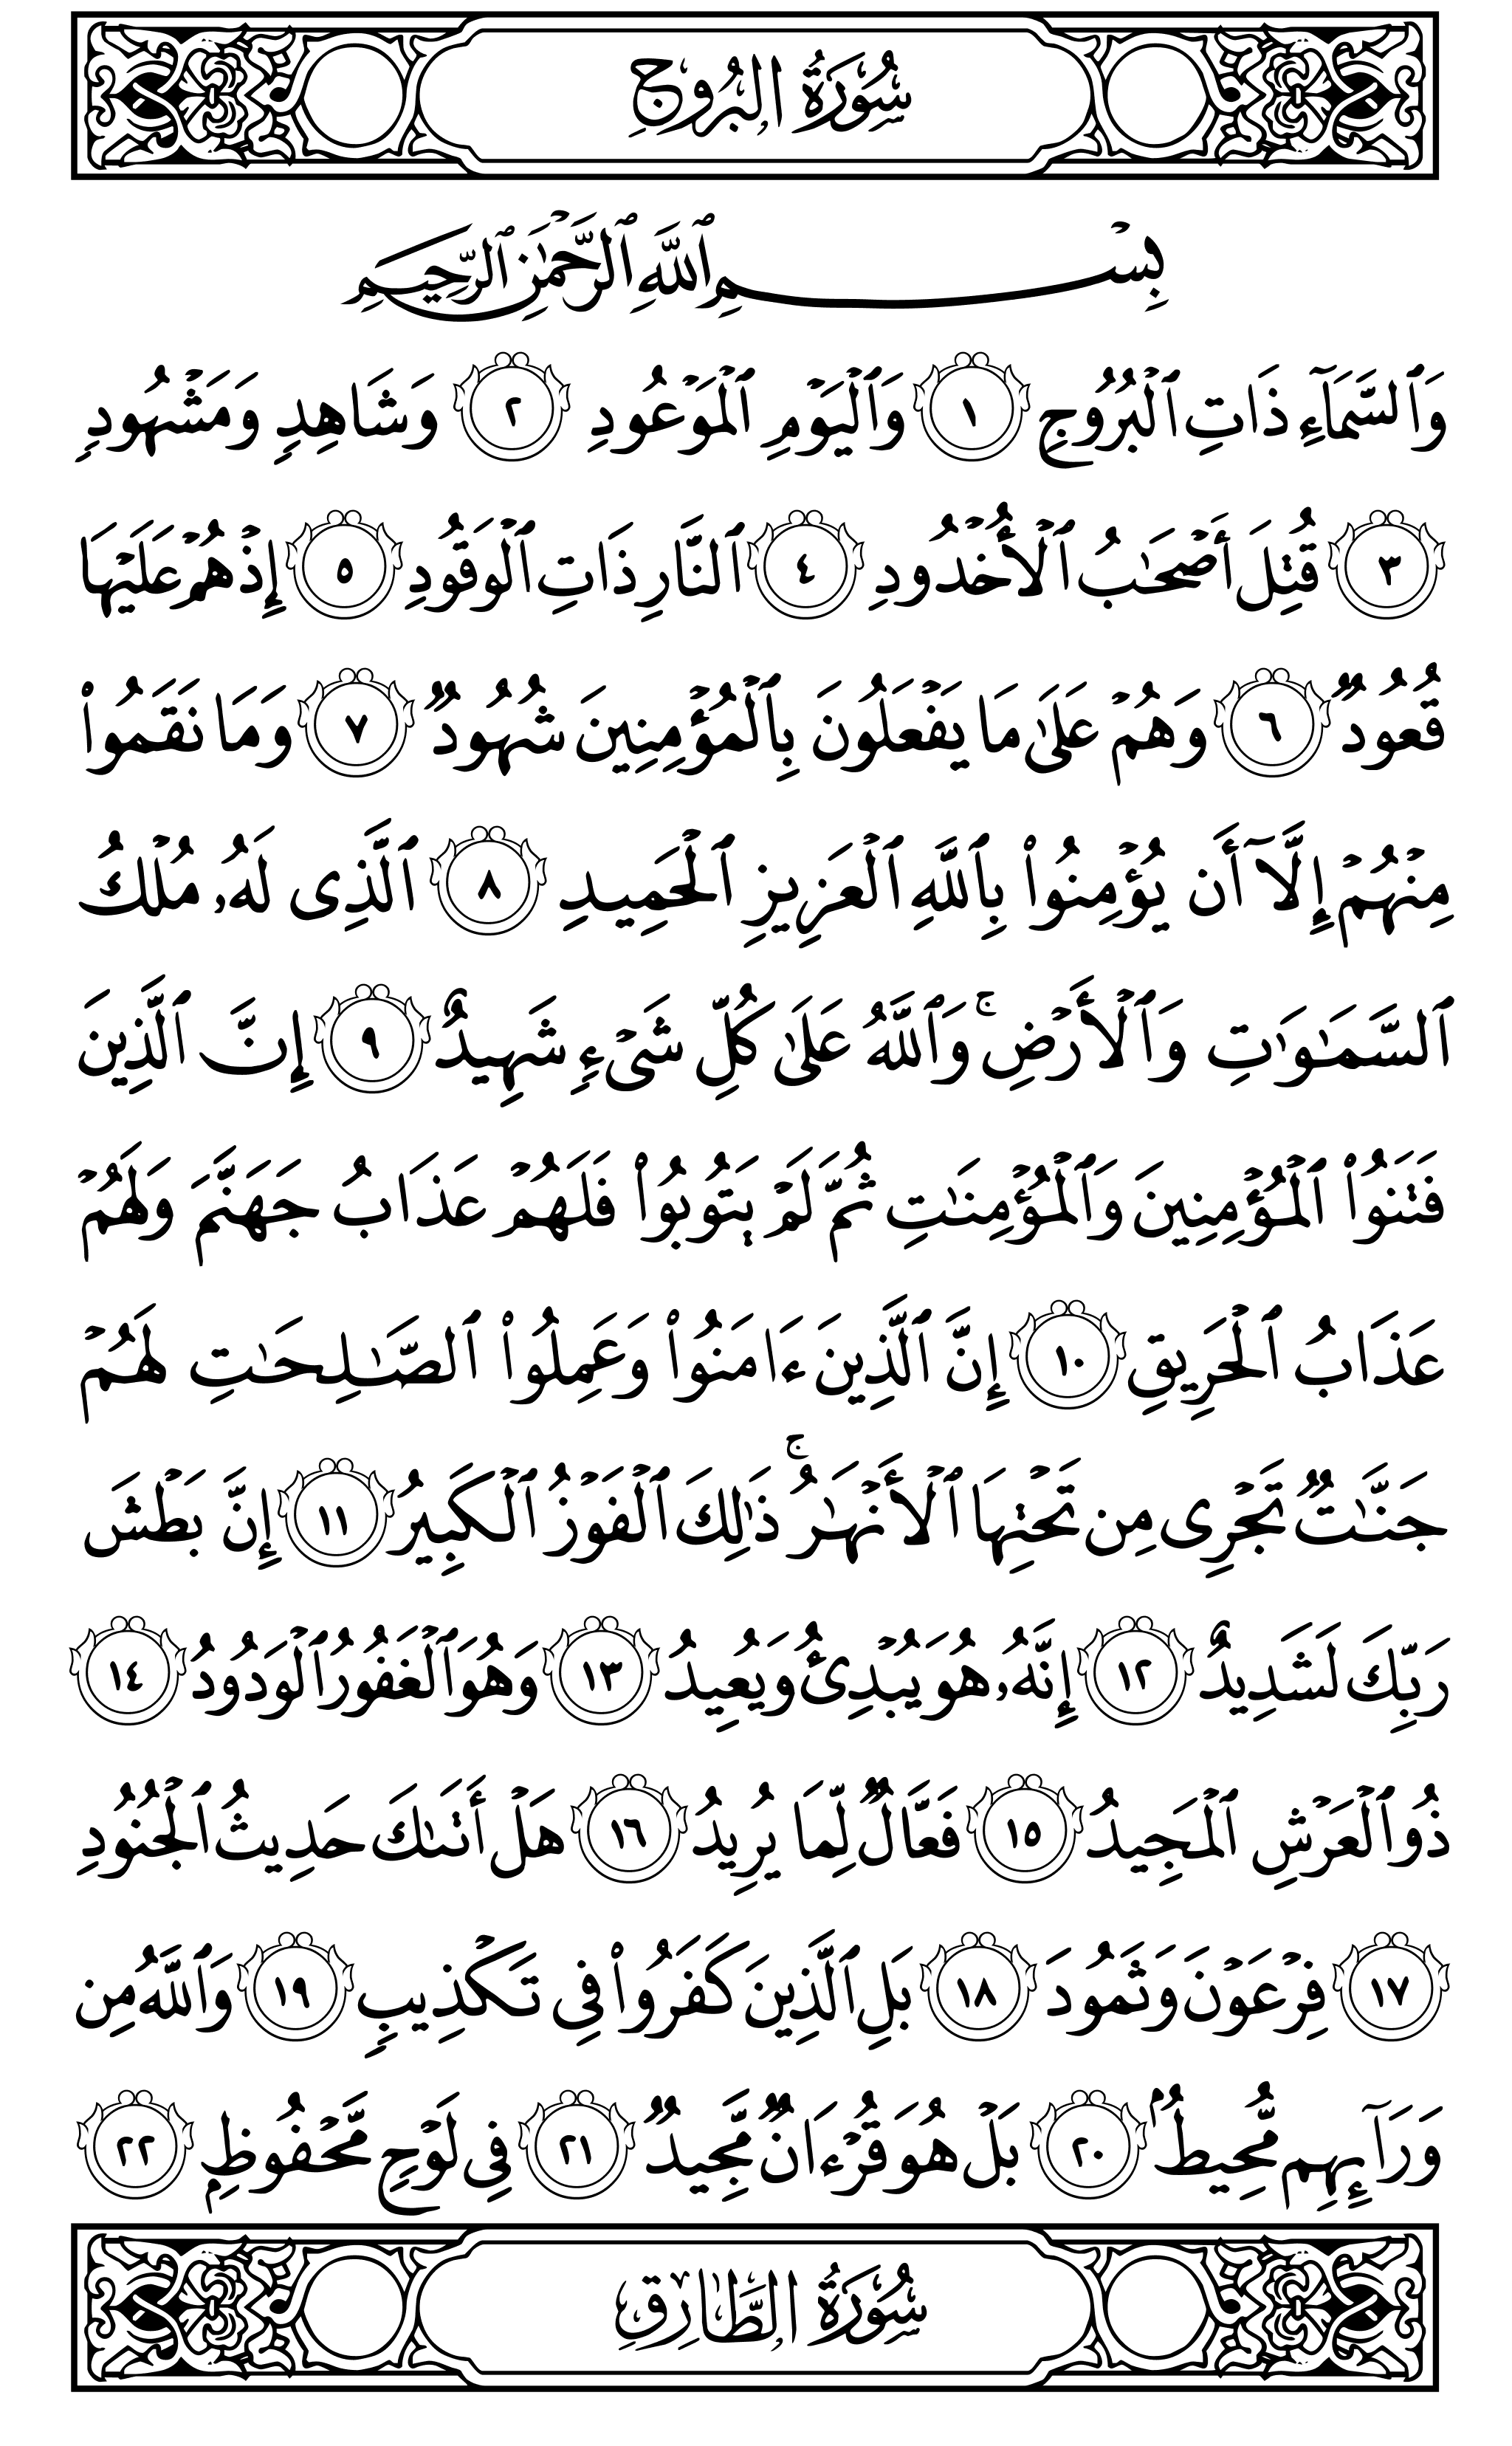 سُورَةُ البُرُوجِ
بِسْمِ ٱللَّهِ ٱلرَّحْمَٰنِ ٱلرَّحِيمِ
وَٱلسَّمَآءِ ذَاتِ ٱلْبُرُوجِ ١ وَٱلْيَوْمِ ٱلْمَوْعُودِ ٢ وَشَاهِدٍ وَمَشْهُودٍ
٣ قُتِلَ أَصْحَٰبُ ٱلْأُخْدُودِ ٤ ٱلنَّارِ ذَاتِ ٱلْوَقُودِ ٥ إِذْ هُمْ عَلَيْهَا
قُعُودٌ ٦ وَهُمْ عَلَىٰ مَا يَفْعَلُونَ بِٱلْمُؤْمِنِينَ شُهُودٌ ٧ وَمَا نَقَمُوا۟
مِنْهُمْ إِلَّآ أَن يُؤْمِنُوا۟ بِٱللَّهِ ٱلْعَزِيزِ ٱلْحَمِيدِ ٨ ٱلَّذِى لَهُۥ مُلْكُ
ٱلسَّمَٰوَٰتِ وَٱلْأَرْضِ ۚ وَٱللَّهُ عَلَىٰ كُلِّ شَىْءٍ شَهِيدٌ ٩ إِنَّ ٱلَّذِينَ
فَتَنُوا۟ ٱلْمُؤْمِنِينَ وَٱلْمُؤْمِنَٰتِ ثُمَّ لَمْ يَتُوبُوا۟ فَلَهُمْ عَذَابُ جَهَنَّمَ وَلَهُمْ
عَذَابُ ٱلْحَرِيقِ ١٠ إِنَّ ٱلَّذِينَ ءَامَنُوا۟ وَعَمِلُوا۟ ٱلصَّٰلِحَٰتِ لَهُمْ
جَنَّٰتٌ تَجْرِى مِن تَحْتِهَا ٱلْأَنْهَٰرُ ۚ ذَٰلِكَ ٱلْفَوْزُ ٱلْكَبِيرُ ١١ إِنَّ بَطْشَ
رَبِّكَ لَشَدِيدٌ ١٢ إِنَّهُۥ هُوَ يُبْدِئُ وَيُعِيدُ ١٣ وَهُوَ ٱلْغَفُورُ ٱلْوَدُودُ ١٤
ذُو ٱلْعَرْشِ ٱلْمَجِيدُ ١٥ فَعَّالٌ لِّمَا يُرِيدُ ١٦ هَلْ أَتَىٰكَ حَدِيثُ ٱلْجُنُودِ
١٧ فِرْعَوْنَ وَثَمُودَ ١٨ بَلِ ٱلَّذِينَ كَفَرُوا۟ فِى تَكْذِيبٍ ١٩ وَٱللَّهُ مِن
وَرَآئِهِم مُّحِيطٌۢ ٢٠ بَلْ هُوَ قُرْءَانٌ مَّجِيدٌ ٢١ فِى لَوْحٍ مَّحْفُوظٍۭ ٢٢
سُورَةُ الطَّارِقِ